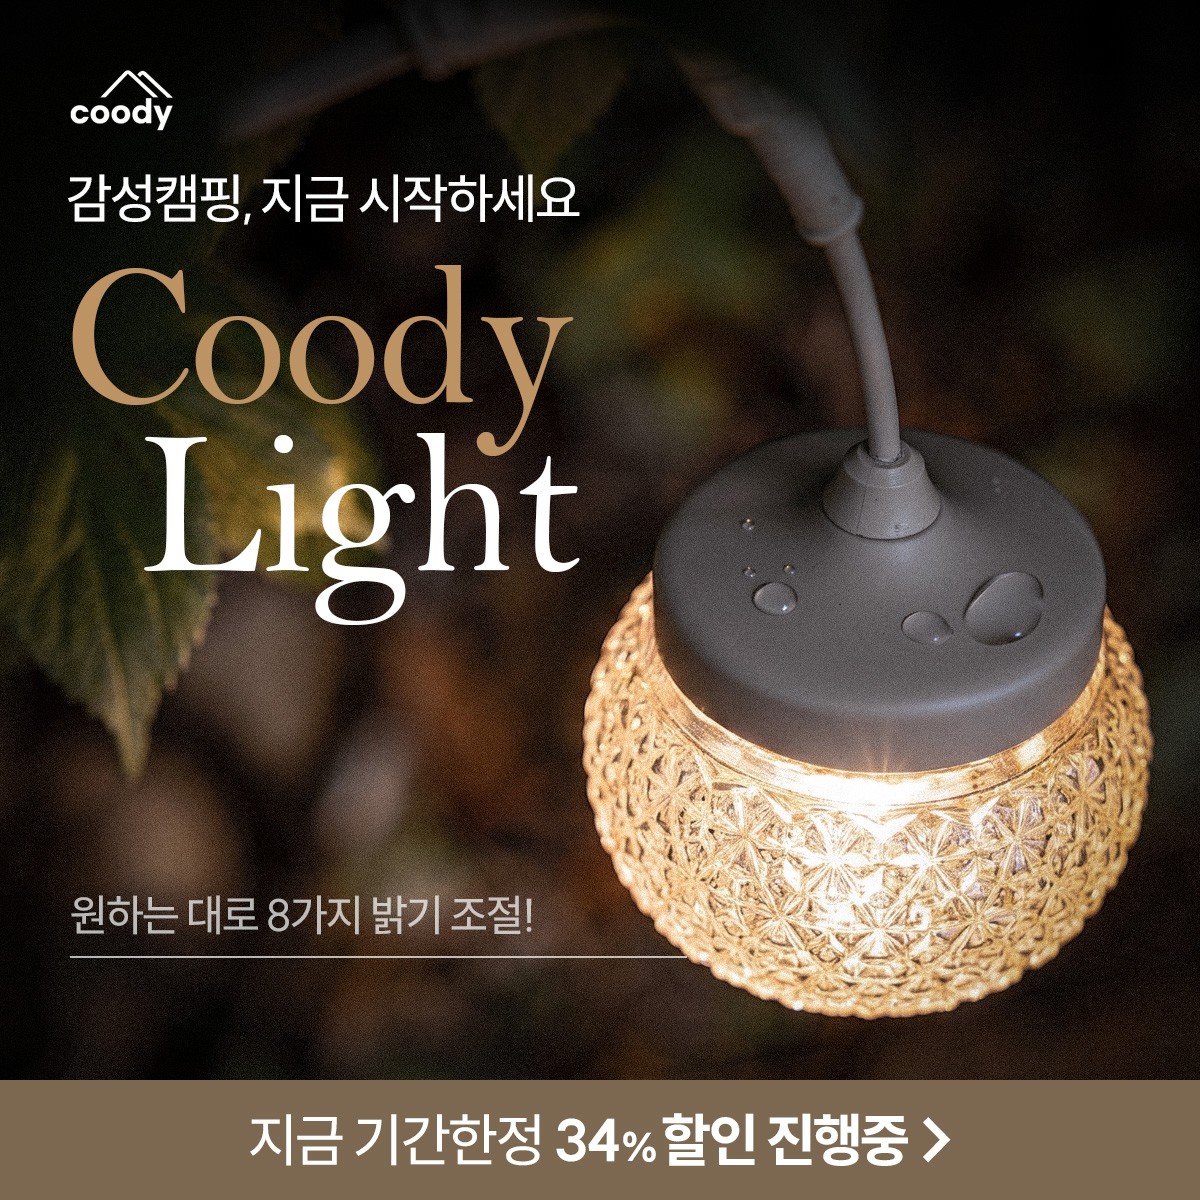 coody
감성캠핑, 지금 시작하세요
Coody
Light
원하는 대로 8가지 밝기 조절!
지금 기간한정 34% 할인 진행중 >